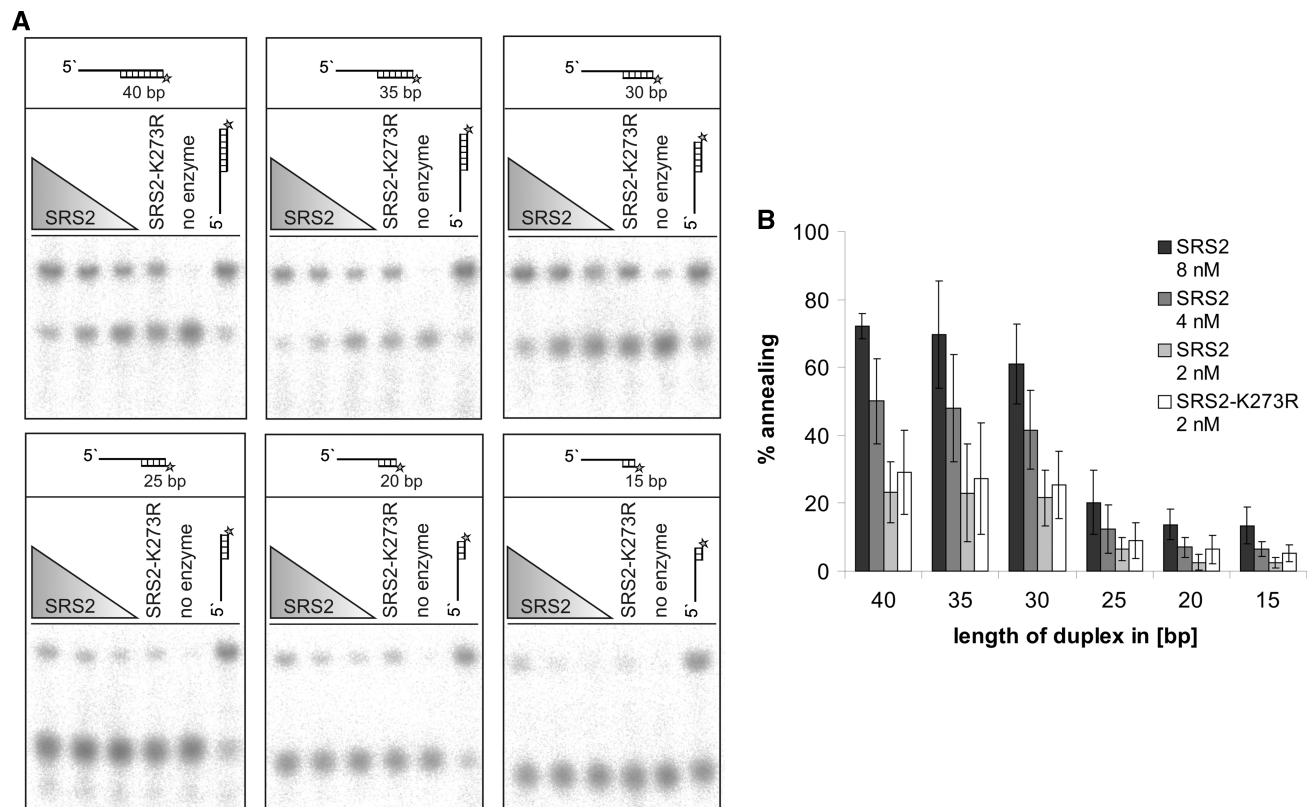 A
5`
40 bp
SRS2
SRS2-K273R
no enzyme
5`
5`
35 bp
SRS2
SRS2-K273R
no enzyme
5`
5`
30 bp
SRS2
SRS2-K273R
no enzyme
5`
5`
25 bp
SRS2
SRS2-K273R
no enzyme
5`
5`
20 bp
SRS2
SRS2-K273R
no enzyme
5`
5`
15 bp
SRS2
SRS2-K273R
no enzyme
5`
B
% annealing
100
80
60
40
20
0
SRS2
8 nM
SRS2
4 nM
SRS2
2 nM
SRS2-K273R
2 nM
40 35 30 25 20 15
length of duplex in [bp]